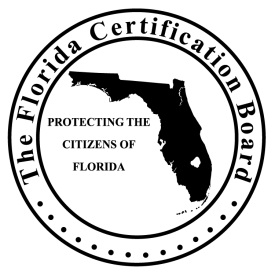 The Florida Certification Board
PROTECTING THE
CITIZENS OF
FLORIDA